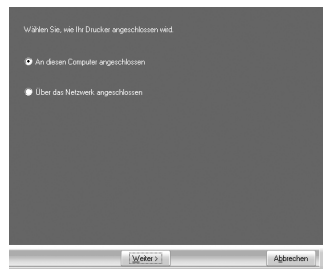 Wählen Sie, wie Ihr Drucker angeschlossen wird.
An diesen Computer angeschlossen
Über das Netzwerk angeschlossen
Weiter >
Abbrechen